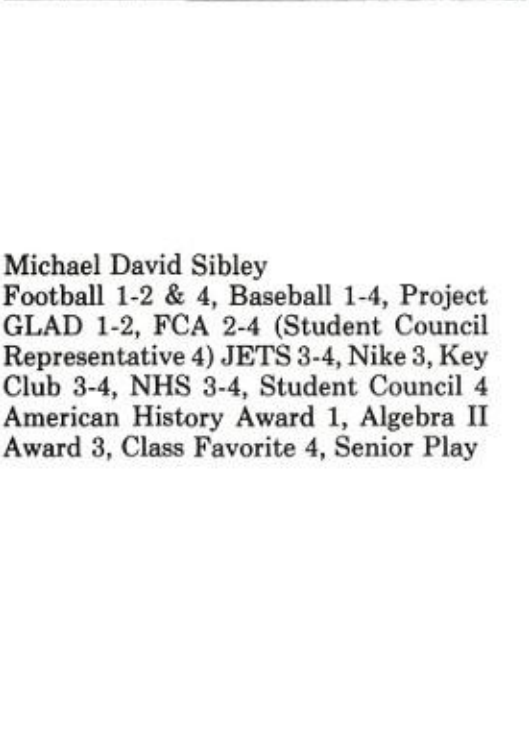 Michael David Sibley
Football 1-2 & 4, Baseball 1-4, Project
GLAD 1-2, FCA 2-4 (Student Council
Representative 4) JETS 3-4, Nike 3, Key
Club 3-4, NHS 3-4, Student Council 4
American History Award 1, Algebra II
Award 3, Class Favorite 4, Senior Play